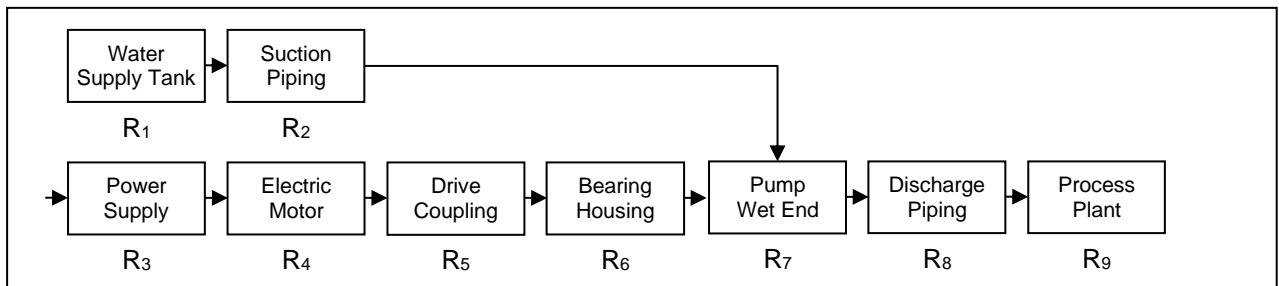 Water
Supply Tank
Suction
Piping
R₁
R₂
Power
Supply
Electric
Motor
Drive
Coupling
Bearing
Housing
Pump
Wet End
Discharge
Piping
Process
Plant
R₃
R₄
R₅
R₆
R₇
R₈
R₉